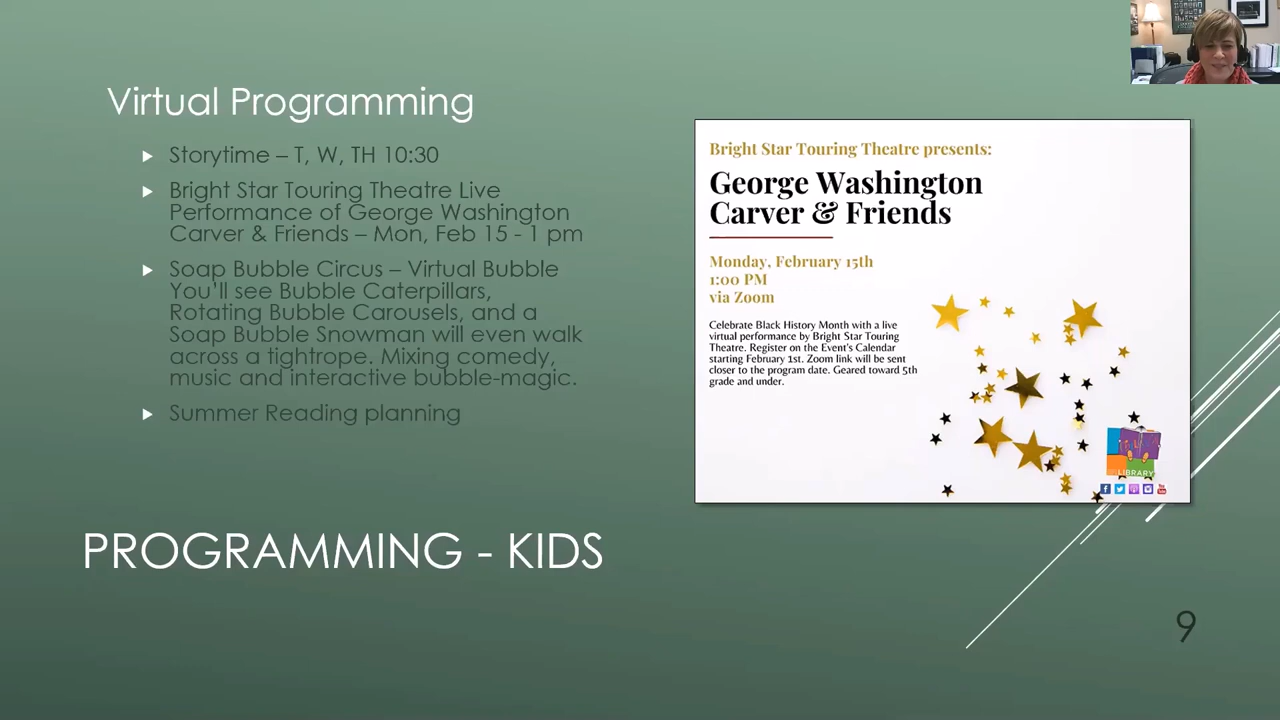 Virtual Programming
Storytime – T, W, TH 10:30
Bright Star Touring Theatre Live
Performance of George Washington
Carver & Friends – Mon, Feb 15 - 1 pm
Soap Bubble Circus – Virtual Bubble
You'll see Bubble Caterpillars,
Rotating Bubble Carousels, and a
Soap Bubble Snowman will even walk
across a tightrope. Mixing comedy,
music and interactive bubble-magic.
Summer Reading planning
Bright Star Touring Theatre presents:
George Washington
Carver & Friends
Monday, February 15th
1:00 PM
via Zoom
Celebrate Black History Month with a live
virtual performance by Bright Star Touring
Theatre. Register on the Event's Calendar
starting February 1st. Zoom link will be sent
closer to the program date. Geared toward 5th
grade and under.
LIBRARY
PROGRAMMING - KIDS
9